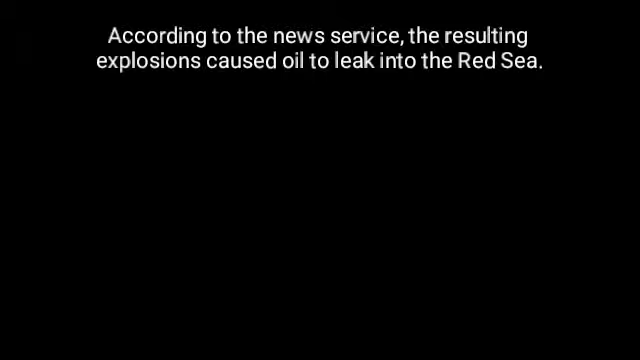 According to the news service, the resulting
explosions caused oil to leak into the Red Sea.